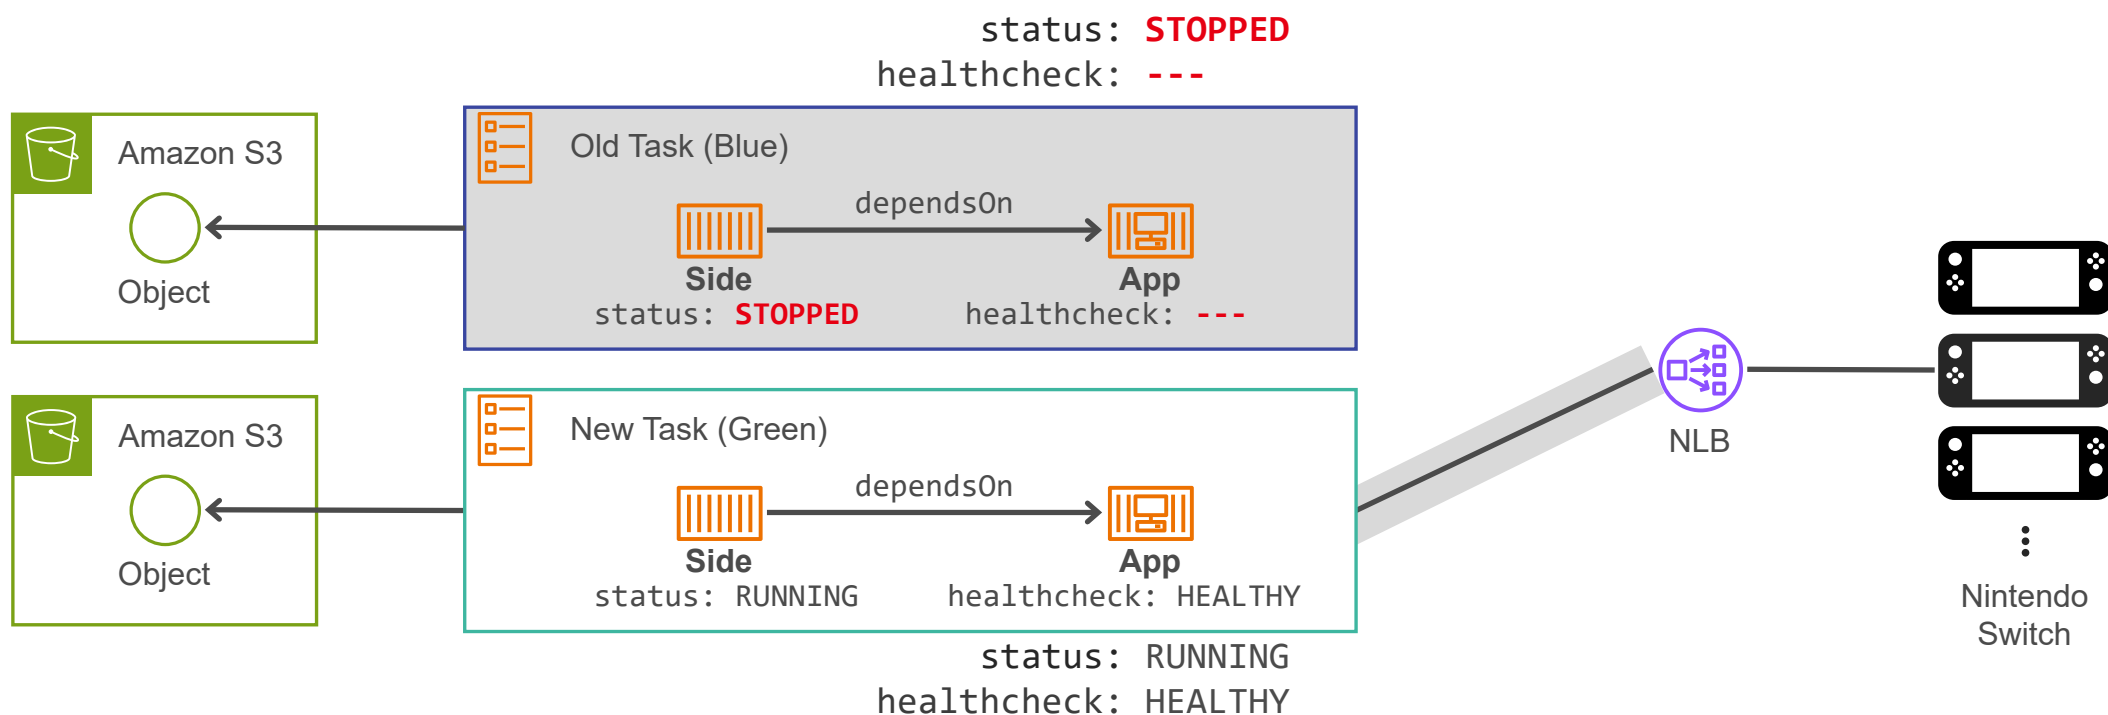 status: STOPPED
healthcheck: ---
Amazon S3
Object
Old Task (Blue)
dependsOn
Side
App
status: STOPPED
healthcheck: ---
Amazon S3
Object
New Task (Green)
dependsOn
Side
App
status: RUNNING
healthcheck: HEALTHY
status: RUNNING
healthcheck: HEALTHY
NLB
Nintendo
Switch